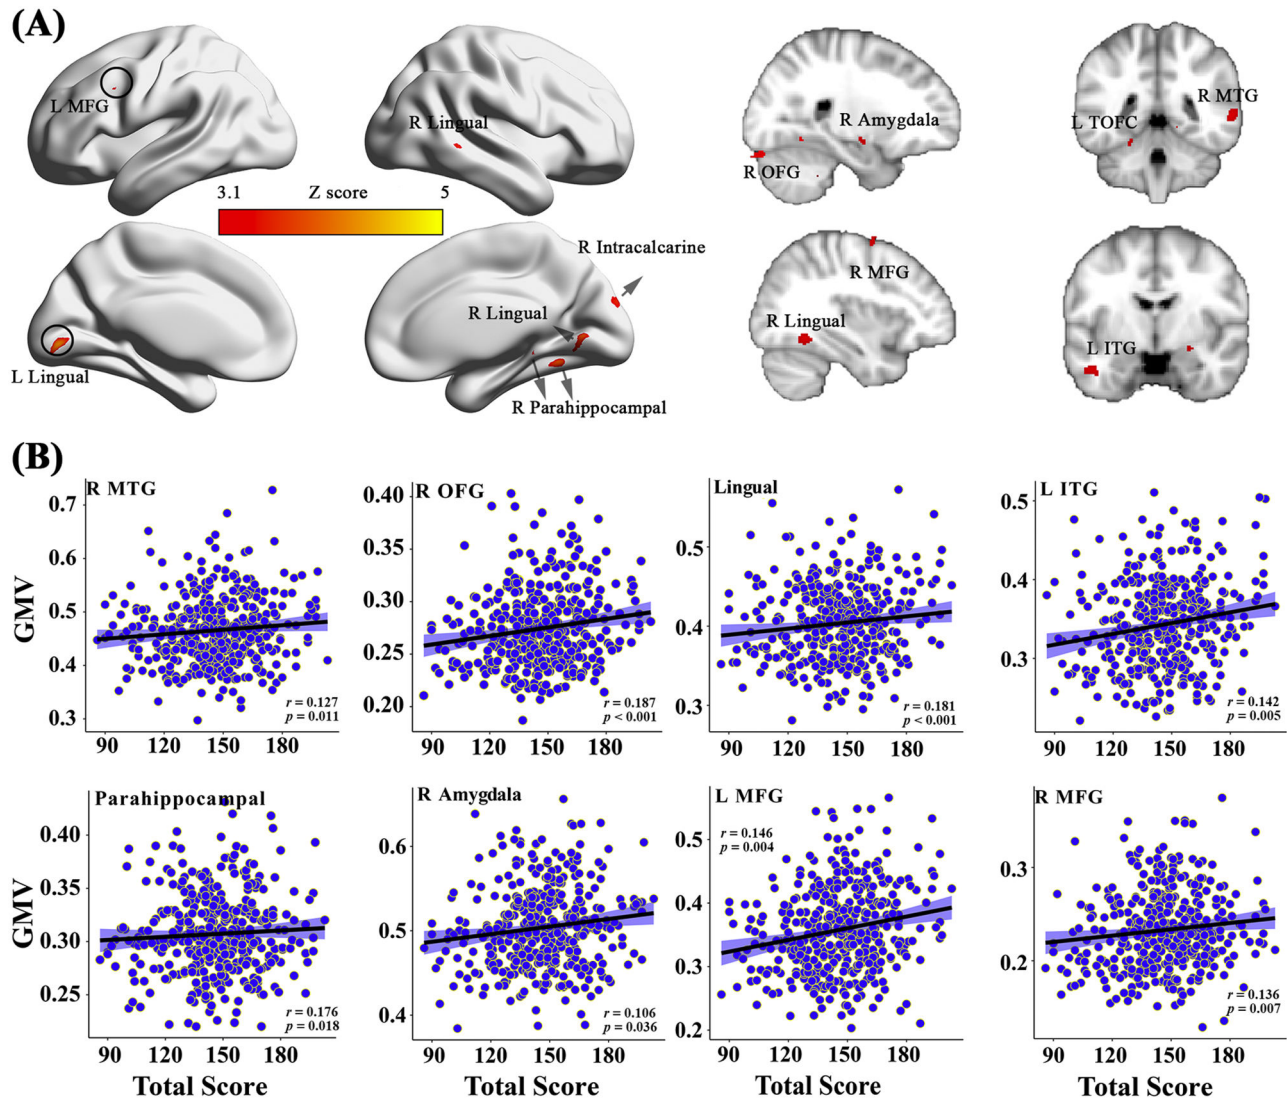 (A)
L MFG
R Lingual
3.1 Z score 5
R Amygdala
R OFG
R MTG
L TOFC
L Lingual
R Intracalcarine
R Lingual
R Parahippocampal
R MFG
R Lingual
L ITG
(B)
R MTG
GMV
0.7
0.6
0.5
0.4
0.3
r = 0.127
p = 0.011
90 120 150 180
R OFG
0.40
0.35
0.30
0.25
0.20
r = 0.187
p < 0.001
90 120 150 180
Lingual
0.5
0.4
0.3
r = 0.181
p < 0.001
90 120 150 180
L ITG
0.5
0.4
0.3
r = 0.142
p = 0.005
90 120 150 180
Parahippocampal
GMV
0.40
0.35
0.30
0.25
r = 0.176
p = 0.018
90 120 150 180
Total Score
R Amygdala
0.6
0.5
0.4
r = 0.106
p = 0.036
90 120 150 180
Total Score
L MFG
r = 0.146
p = 0.004
0.5
0.4
0.3
0.2
90 120 150 180
Total Score
R MFG
0.3
0.2
r = 0.136
p = 0.007
90 120 150 180
Total Score